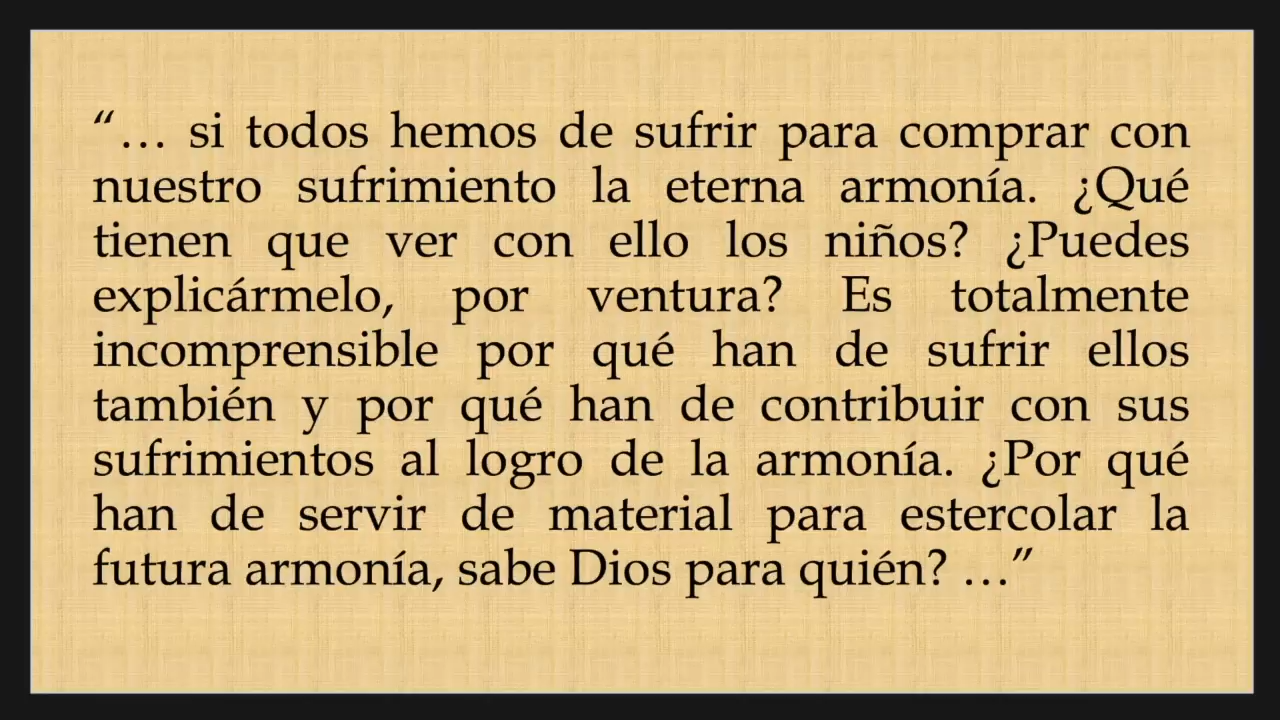 “… si todos hemos de sufrir para comprar con
nuestro sufrimiento la eterna armonía. ¿Qué
tienen que ver con ello los niños? ¿Puedes
explicármelo, por ventura? Es totalmente
incomprensible por qué han de sufrir ellos
también y por qué han de contribuir con sus
sufrimientos al logro de la armonía. ¿Por qué
han de servir de material para estercolar la
futura armonía, sabe Dios para quién? …”